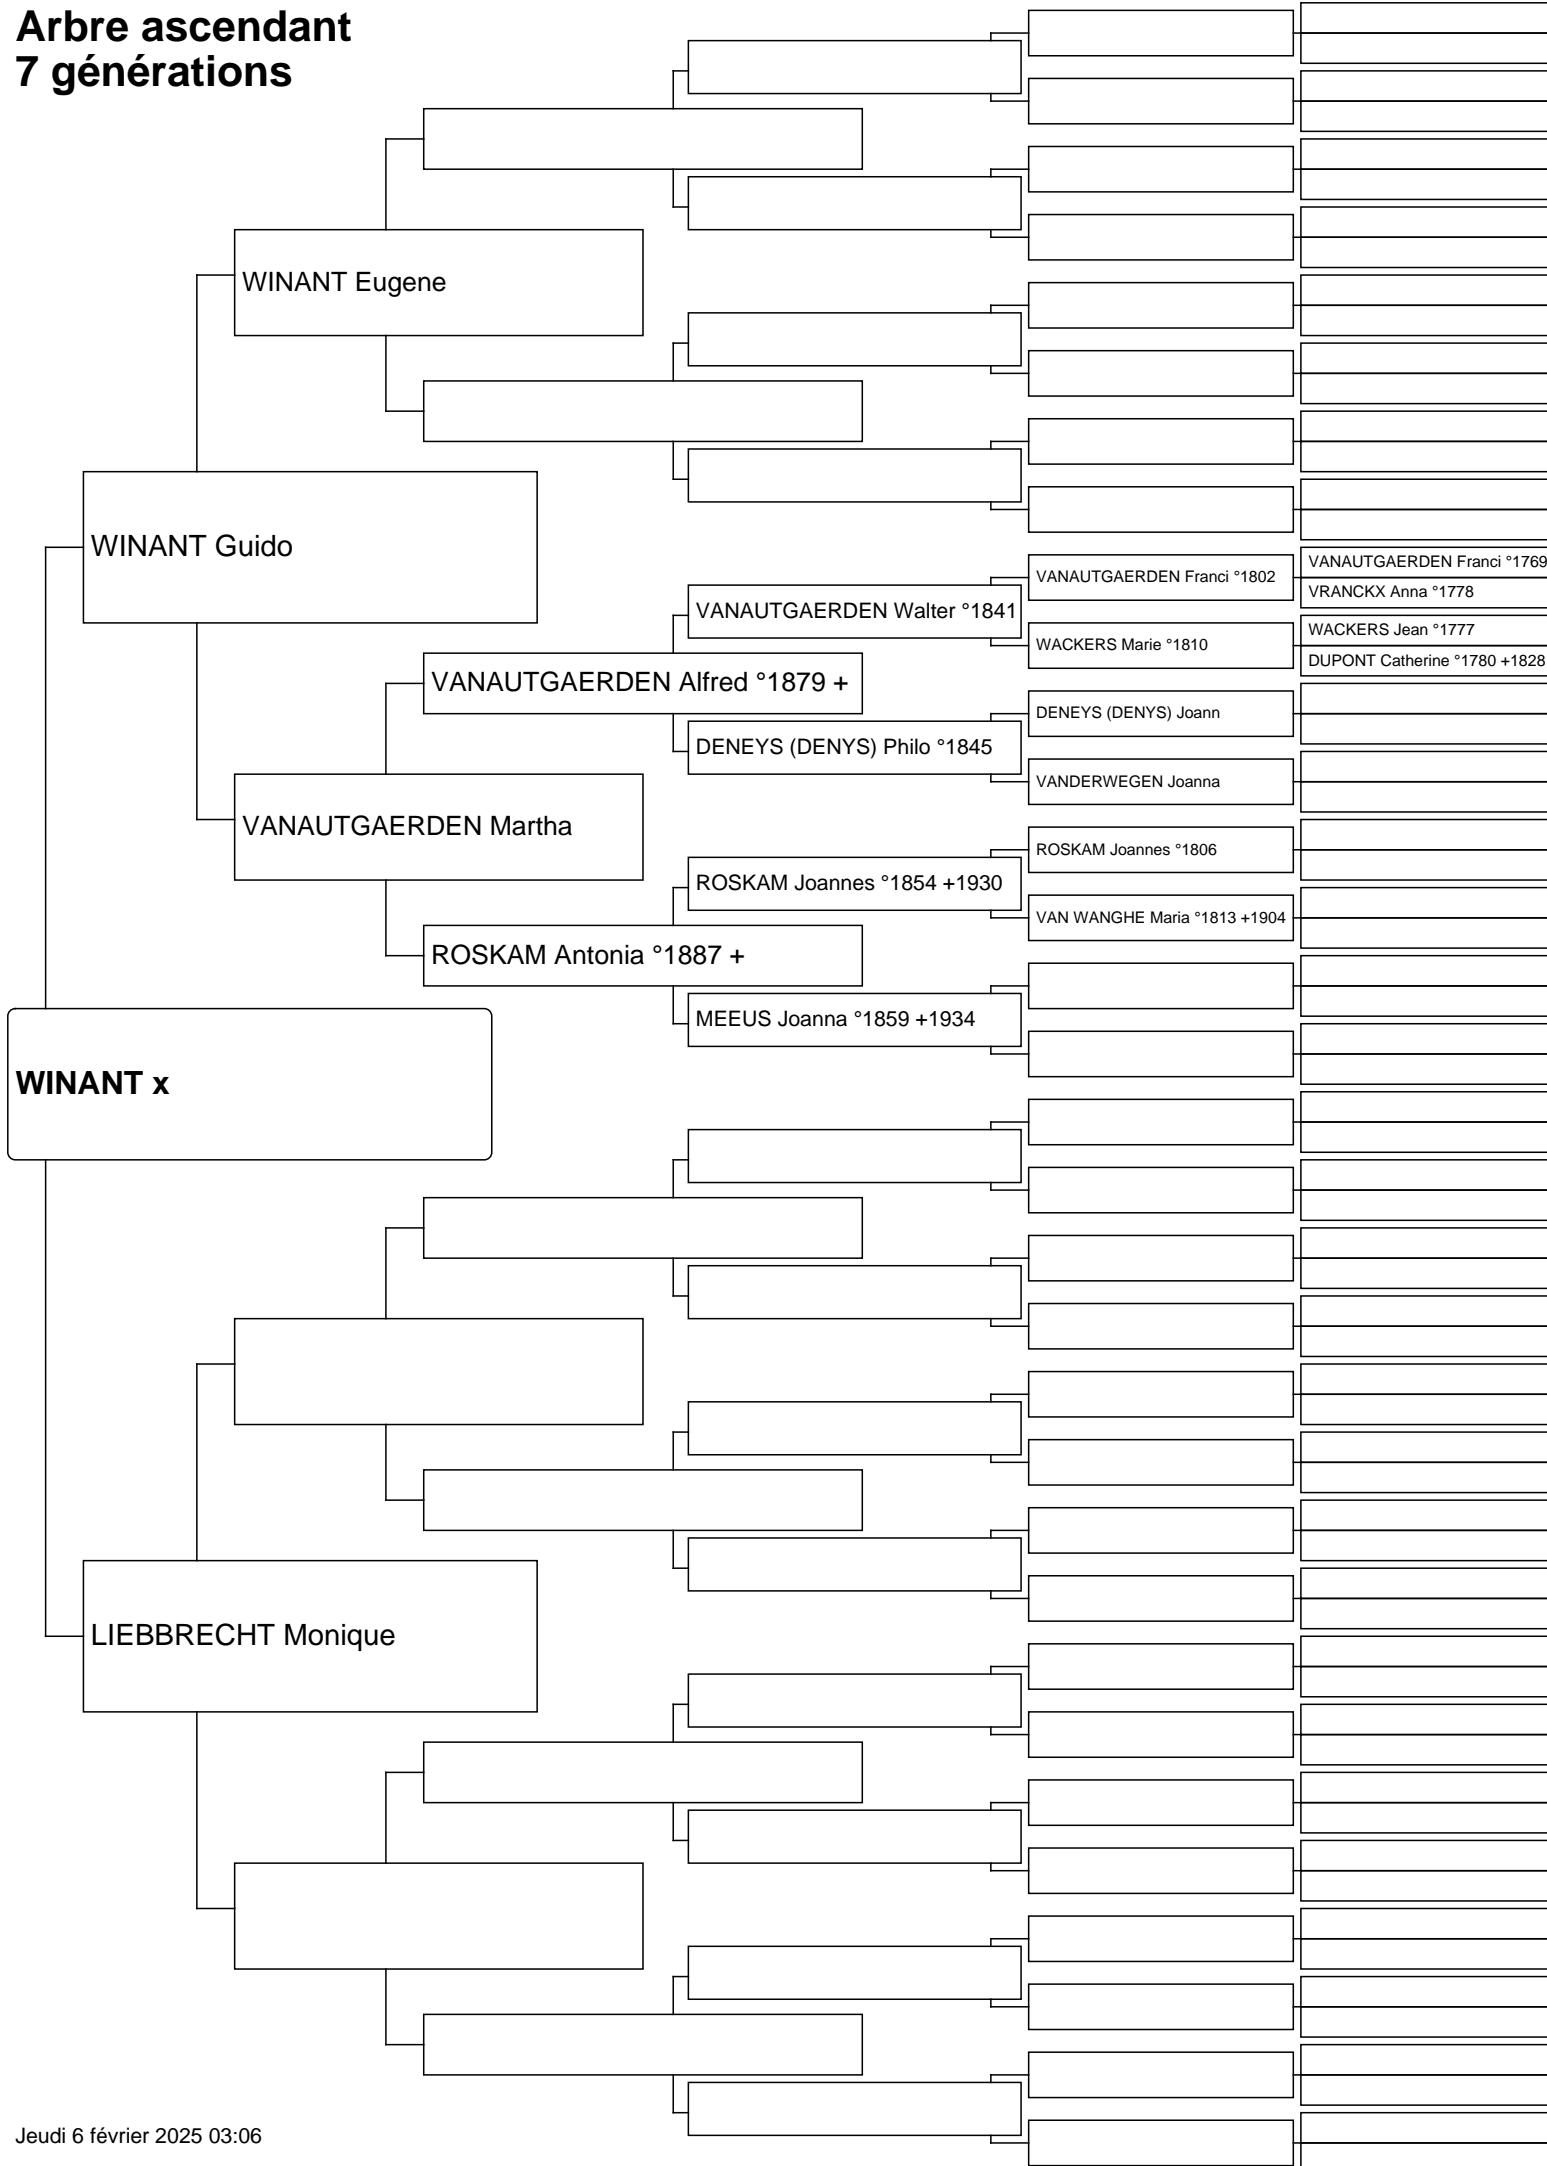 Arbre ascendant
7 générations
WINANT Eugene
WINANT Guido
VANAUTGAERDEN Franci °1802
VANAUTGAERDEN Franci °1769
VRANCKX Anna °1778
VANAUTGAERDEN Walter °1841
WACKERS Marie °1810
WACKERS Jean °1777
DUPONT Catherine °1780 +1828
VANAUTGAERDEN Alfred °1879 +
DENEYS (DENYS) Philo °1845
DENEYS (DENYS) Joann
VANDERWEGEN Joanna
VANAUTGAERDEN Martha
ROSKAM Joannes °1806
ROSKAM Joannes °1854 +1930
VAN WANGHE Maria °1813 +1904
ROSKAM Antonia °1887 +
MEEUS Joanna °1859 +1934
WINANT x
LIEBBRECHT Monique
Jeudi 6 février 2025 03:06